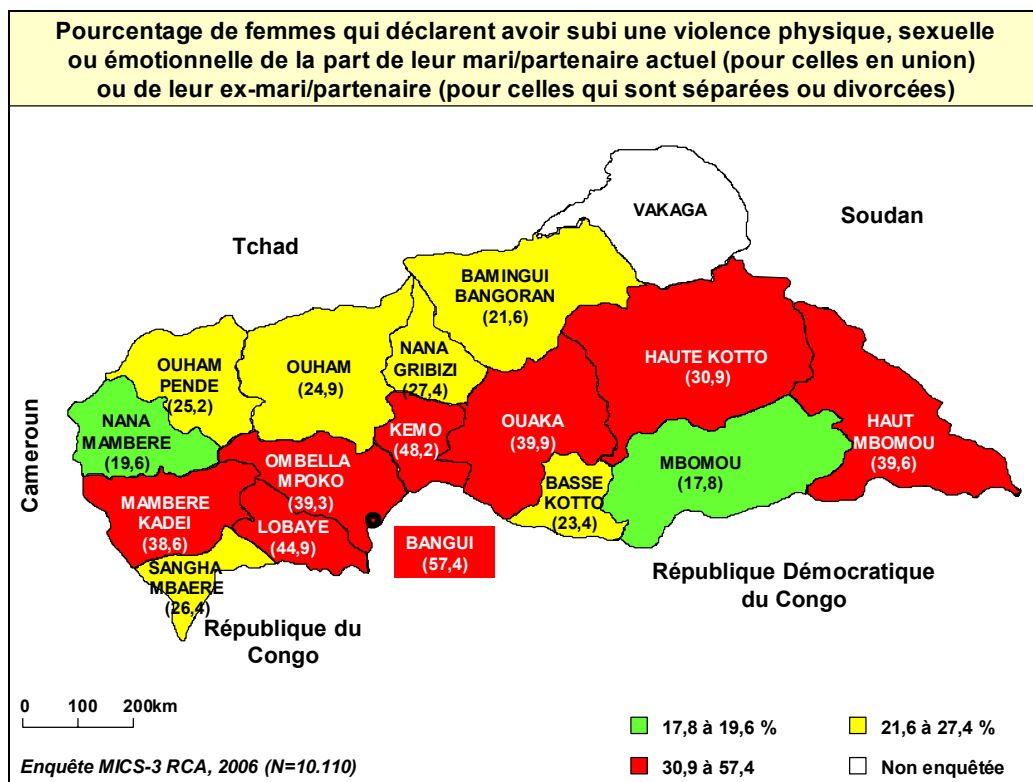 Pourcentage de femmes qui déclarent avoir subi une violence physique, sexuelle
ou émotionnelle de la part de leur mari/partenaire actuel (pour celles en union)
ou de leur ex-mari/partenaire (pour celles qui sont séparées ou divorcées)
VAKAGA
Soudan
Tchad
BAMINGUI
BANGORAN
(21,6)
NANA
GRIBIZI
(27,4)
HAUTE KOTTO
(30,9)
OUHAM
PENDE
(25,2)
OUHAM
(24,9)
Cameroun
NANA
MAMBERE
(19,6)
KEMO
(48,2)
OUAKA
(39,9)
HAUT
MBOMOU
(39,6)
OMBELLA
MPOKO
(39,3)
BASSE
KOTTO
(23,4)
MBOMOU
(17,8)
MAMBERE
KADEI
(38,6)
LOBAYE
(44,9)
BANGUI
(57,4)
SANGHA
MBAERE
(26,4)
République Démocratique
du Congo
République du
Congo
0 100 200km
17,8 à 19,6 %
21,6 à 27,4 %
30,9 à 57,4
Non enquêtée
Enquête MICS-3 RCA, 2006 (N=10.110)